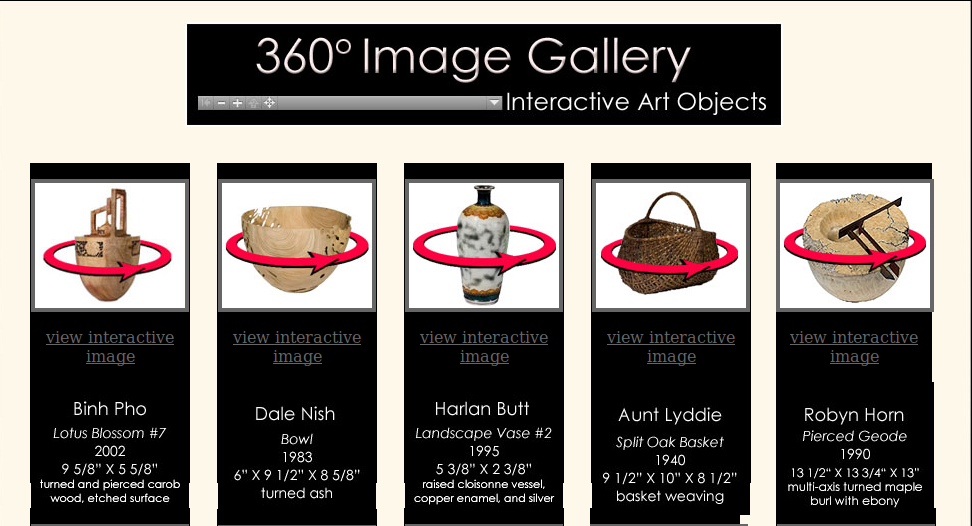 360° Image Gallery
Interactive Art Objects
view interactive
image
Binh Pho
Lotus Blossom #7
2002
9 5/8” X 5 5/8”
turned and pierced carob
wood, etched surface
view interactive
image
Dale Nish
Bowl
1983
6” X 9 1/2” X 8 5/8”
turned ash
view interactive
image
Harlan Butt
Landscape Vase #2
1995
5 3/8” X 2 3/8”
raised cloisonne vessel,
copper enamel, and silver
view interactive
image
Aunt Lyddie
Split Oak Basket
1940
9 1/2” X 10” X 8 1/2”
basket weaving
view interactive
image
Robyn Horn
Pierced Geode
1990
13 1/2“ X 13 3/4“ X 13”
multi-axis turned maple
burl with ebony